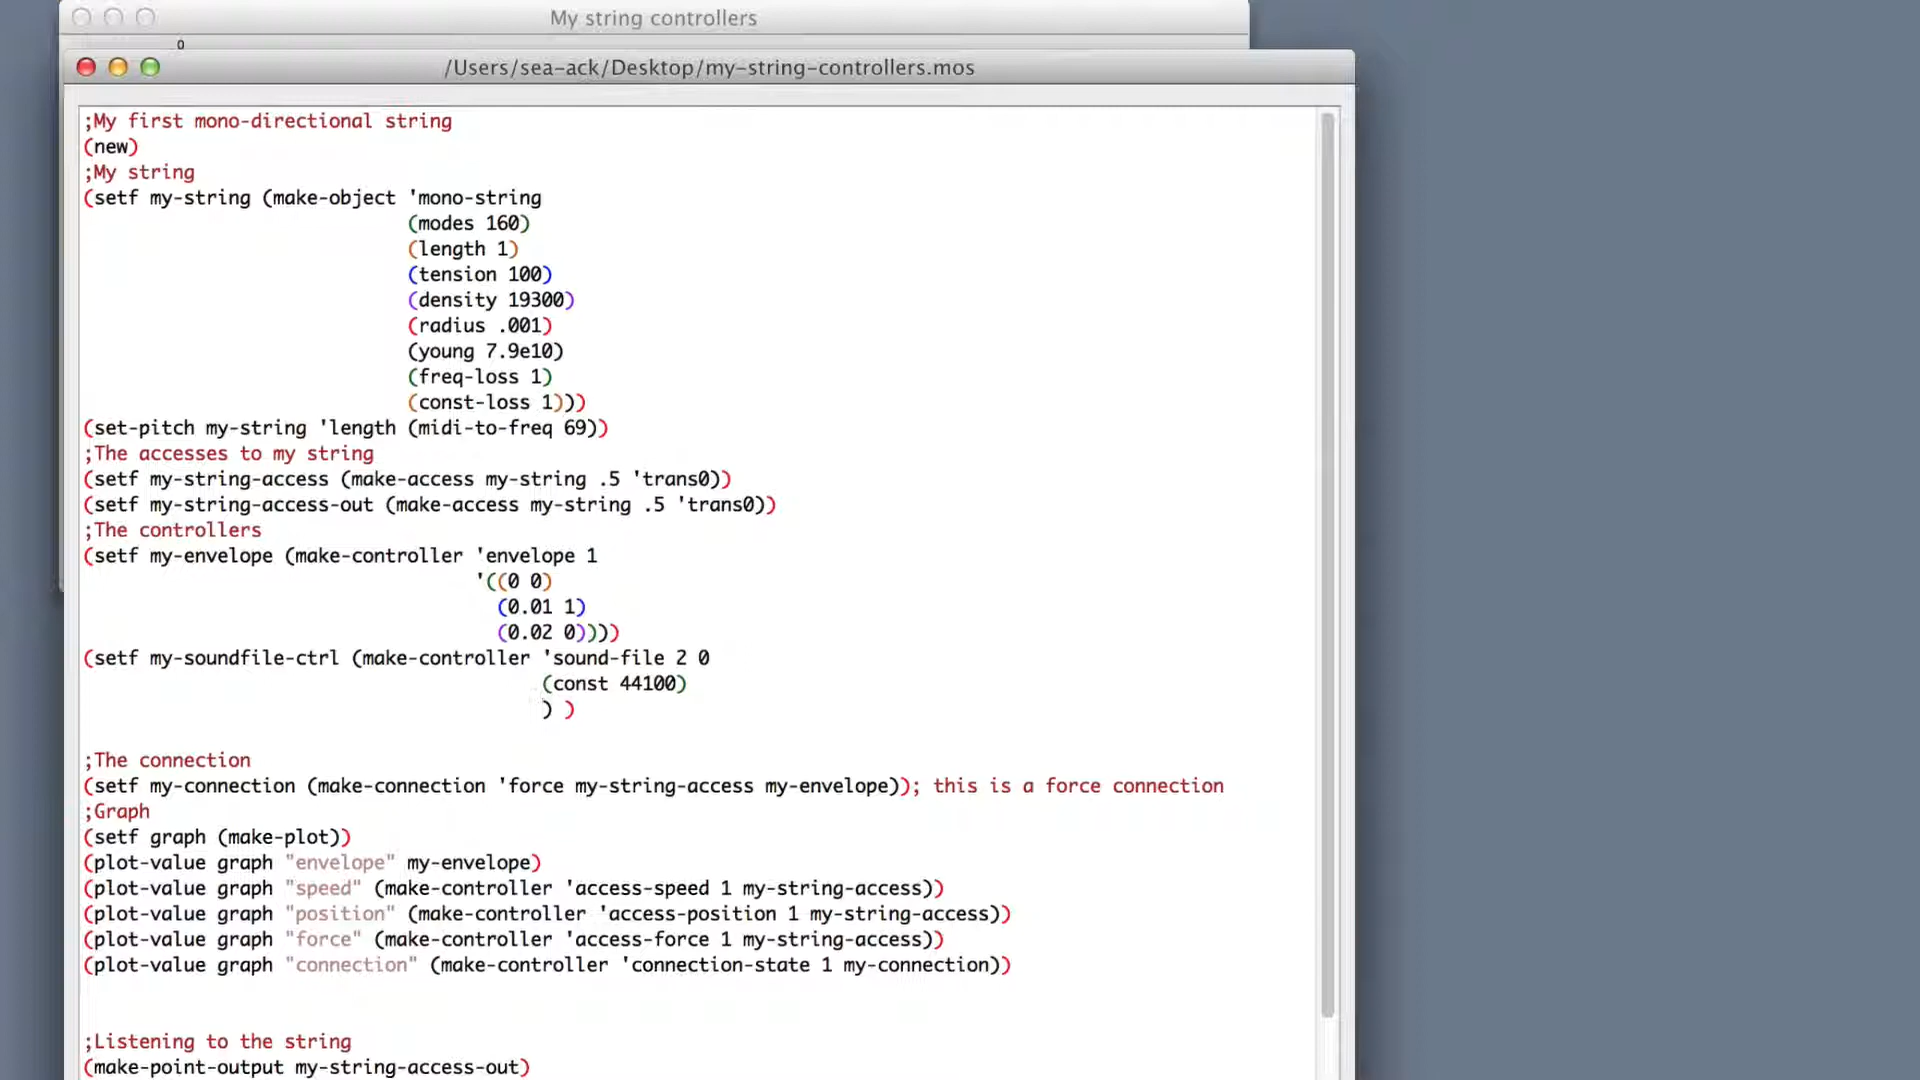 My string controllers
0
/Users/sea-ack/Desktop/my-string-controllers.mos
;My first mono-directional string
(new)
;My string
(setf my-string (make-object 'mono-string
(modes 160)
(length 1)
(tension 100)
(density 19300)
(radius .001)
(young 7.9e10)
(freq-loss 1)
(const-loss 1)))
(set-pitch my-string 'length (midi-to-freq 69))
;The accesses to my string
(setf my-string-access (make-access my-string .5 'trans0))
(setf my-string-access-out (make-access my-string .5 'trans0))
;The controllers
(setf my-envelope (make-controller 'envelope 1
'((0 0)
(0.01 1)
(0.02 0))))
(setf my-soundfile-ctrl (make-controller 'sound-file 2 0
(const 44100)
) )
;The connection
(setf my-connection (make-connection 'force my-string-access my-envelope)); this is a force connection
;Graph
(setf graph (make-plot))
(plot-value graph "envelope" my-envelope)
(plot-value graph "speed" (make-controller 'access-speed 1 my-string-access))
(plot-value graph "position" (make-controller 'access-position 1 my-string-access))
(plot-value graph "force" (make-controller 'access-force 1 my-string-access))
(plot-value graph "connection" (make-controller 'connection-state 1 my-connection))
;Listening to the string
(make-point-output my-string-access-out)